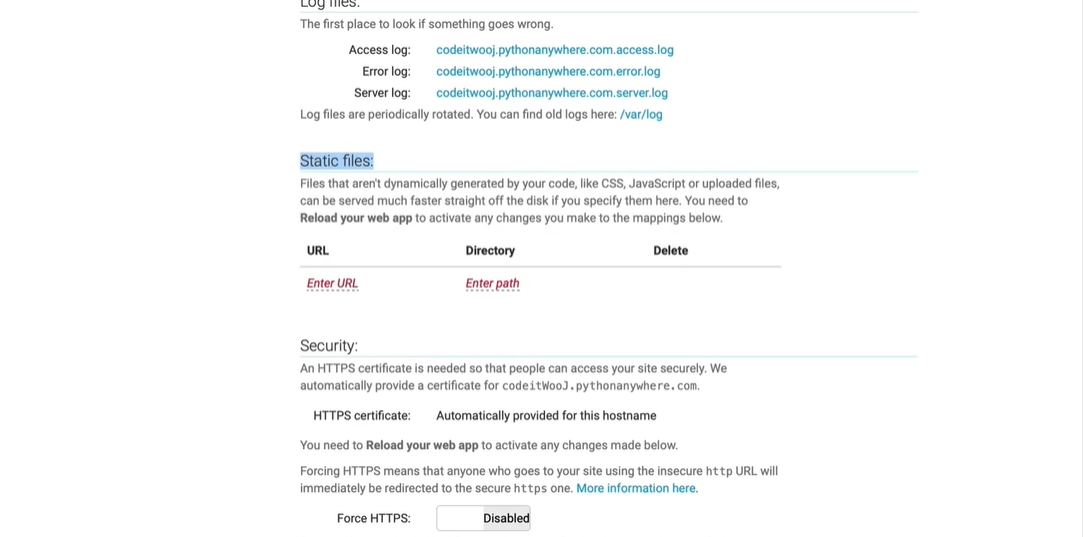 Log files:
The first place to look if something goes wrong.
Access log: codeitwooj.pythonanywhere.com.access.log
Error log: codeitwooj.pythonanywhere.com.error.log
Server log: codeitwooj.pythonanywhere.com.server.log
Log files are periodically rotated. You can find old logs here: /var/log
Static files:
Files that aren't dynamically generated by your code, like CSS, JavaScript or uploaded files,
can be served much faster straight off the disk if you specify them here. You need to
Reload your web app to activate any changes you make to the mappings below.
URL Directory Delete
Enter URL Enter path
Security:
An HTTPS certificate is needed so that people can access your site securely. We
automatically provide a certificate for codeitWooJ.pythonanywhere.com.
HTTPS certificate: Automatically provided for this hostname
You need to Reload your web app to activate any changes made below.
Forcing HTTPS means that anyone who goes to your site using the insecure http URL will
immediately be redirected to the secure https one. More information here.
Force HTTPS: Disabled